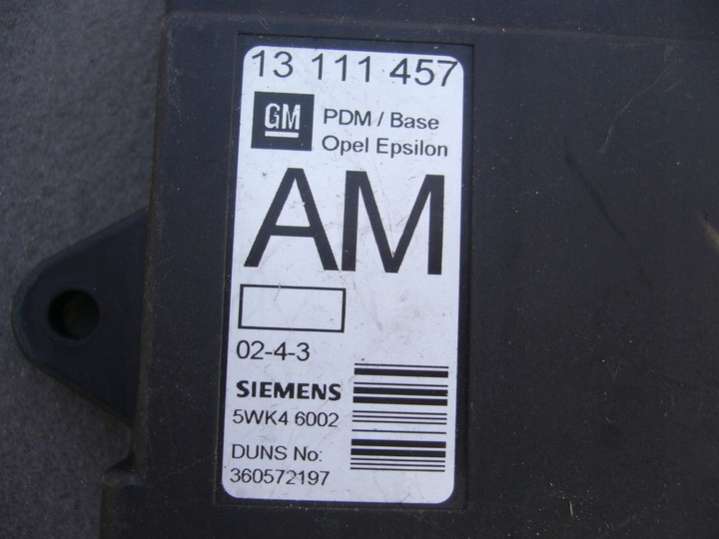 13 111 457
GM
PDM / Base
Opel Epsilon
AM
02-4-3
SIEMENS
5WK4 6002
DUNS No:
360572197